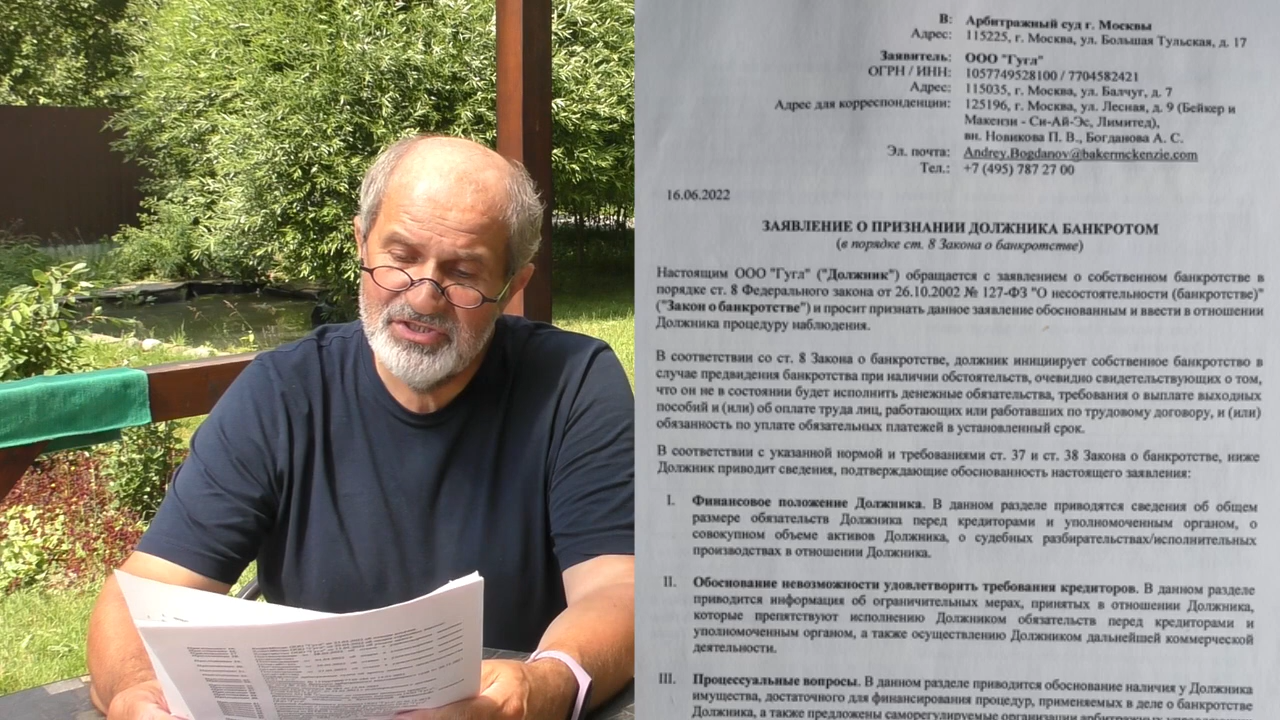 В: Арбитражный суд г. Москвы
Адрес: 115225, г. Москва, ул. Большая Тульская, д. 17
Заявитель: ООО "Гугл"
ОГРН / ИНН: 1057749528100 / 7704582421
Адрес: 115035, г. Москва, ул. Балчуг, д. 7
Адрес для корреспонденции: 125196, г. Москва, ул. Лесная, д. 9 (Бейкер и
Макензи - Си-Ай-Эс, Лимитед),
вн. Новикова П. В., Богданова А. С.
Эл. почта: Andrey.Bogdanov@bakermckenzie.com
Тел.: +7 (495) 787 27 00
16.06.2022
ЗАЯВЛЕНИЕ О ПРИЗНАНИИ ДОЛЖНИКА БАНКРОТОМ
(в порядке ст. 8 Закона о банкротстве)
Настоящим ООО "Гугл" ("Должник") обращается с заявлением о собственном банкротстве в
порядке ст. 8 Федерального закона от 26.10.2002 № 127-ФЗ "О несостоятельности (банкротстве)"
("Закон о банкротстве") и просит признать данное заявление обоснованным и ввести в отношении
Должника процедуру наблюдения.
В соответствии со ст. 8 Закона о банкротстве, должник инициирует собственное банкротство в
случае предвидения банкротства при наличии обстоятельств, очевидно свидетельствующих о том,
что он не в состоянии будет исполнить денежные обязательства, требования о выплате выходных
пособий и (или) об оплате труда лиц, работающих или работавших по трудовому договору, и (или)
обязанность по уплате обязательных платежей в установленный срок.
В соответствии с указанной нормой и требованиями ст. 37 и ст. 38 Закона о банкротстве, ниже
Должник приводит сведения, подтверждающие обоснованность настоящего заявления:
I. Финансовое положение Должника. В данном разделе приводятся сведения об общем
размере обязательств Должника перед кредиторами и уполномоченным органом, о
совокупном объеме активов Должника, о судебных разбирательствах/исполнительных
производствах в отношении Должника.
II. Обоснование невозможности удовлетворить требования кредиторов. В данном разделе
приводится информация об ограничительных мерах, принятых в отношении Должника,
которые препятствуют исполнению Должником обязательств перед кредиторами и
уполномоченным органом, а также осуществлению Должником дальнейшей коммерческой
деятельности.
III. Процессуальные вопросы. В данном разделе приводится обоснование наличия у Должника
имущества, достаточного для финансирования процедур, применяемых в деле о банкротстве
Должника, а также предложены саморегулируемые организации